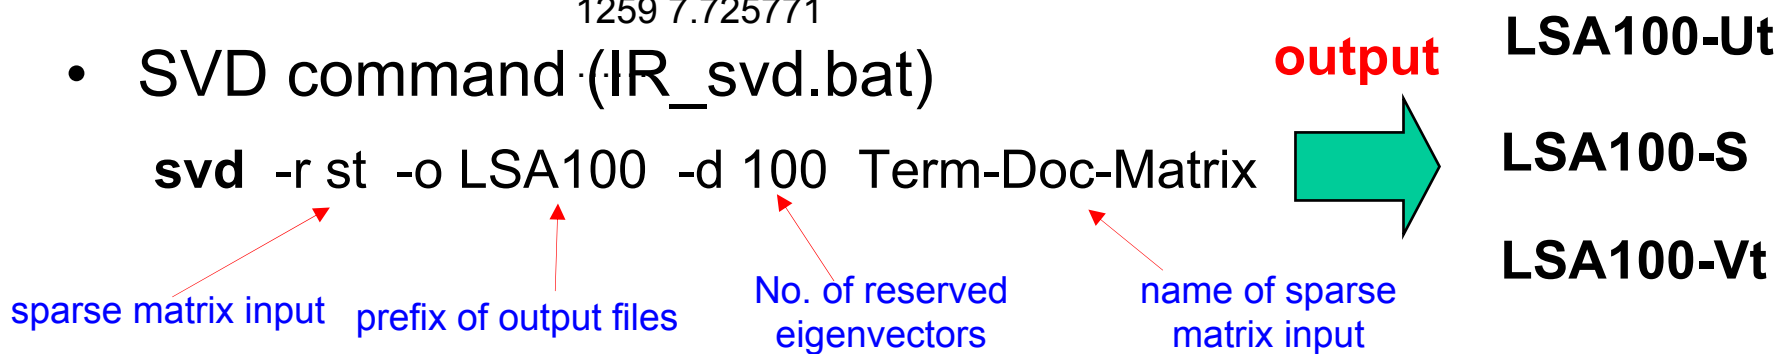 1259 7.725771
......
• SVD command (IR_svd.bat)
svd -r st -o LSA100 -d 100 Term-Doc-Matrix
sparse matrix input
prefix of output files
No. of reserved
eigenvectors
name of sparse
matrix input
output
LSA100-Ut
LSA100-S
LSA100-Vt